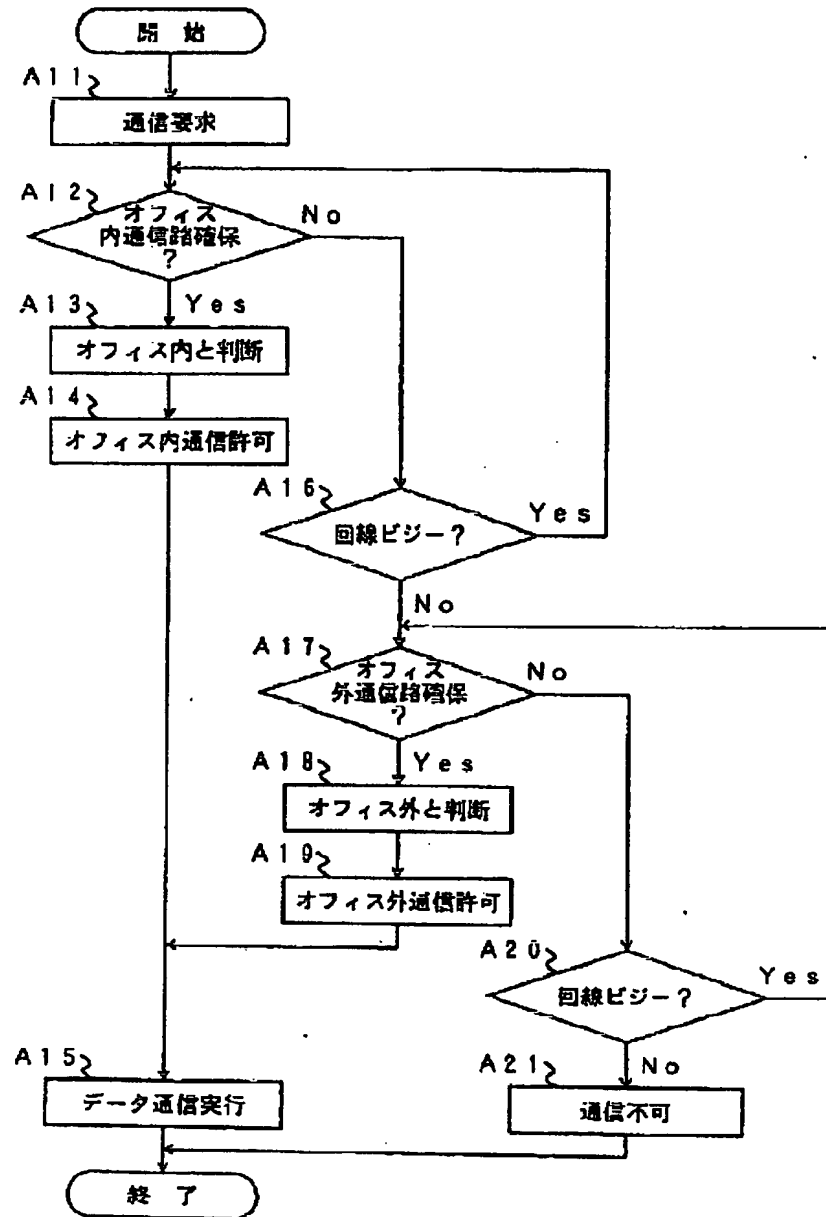 開 始
A11
通信要求
A12
オフィス
内通信路確保
?
No
Yes
A13
オフィス内と判断
A14
オフィス内通信許可
A16
回線ビジー?
Yes
No
A17
オフィス
外通信路確保
?
No
Yes
A18
オフィス外と判断
A19
オフィス外通信許可
A20
回線ビジー?
Yes
No
A15
データ通信実行
A21
通信不可
終 了